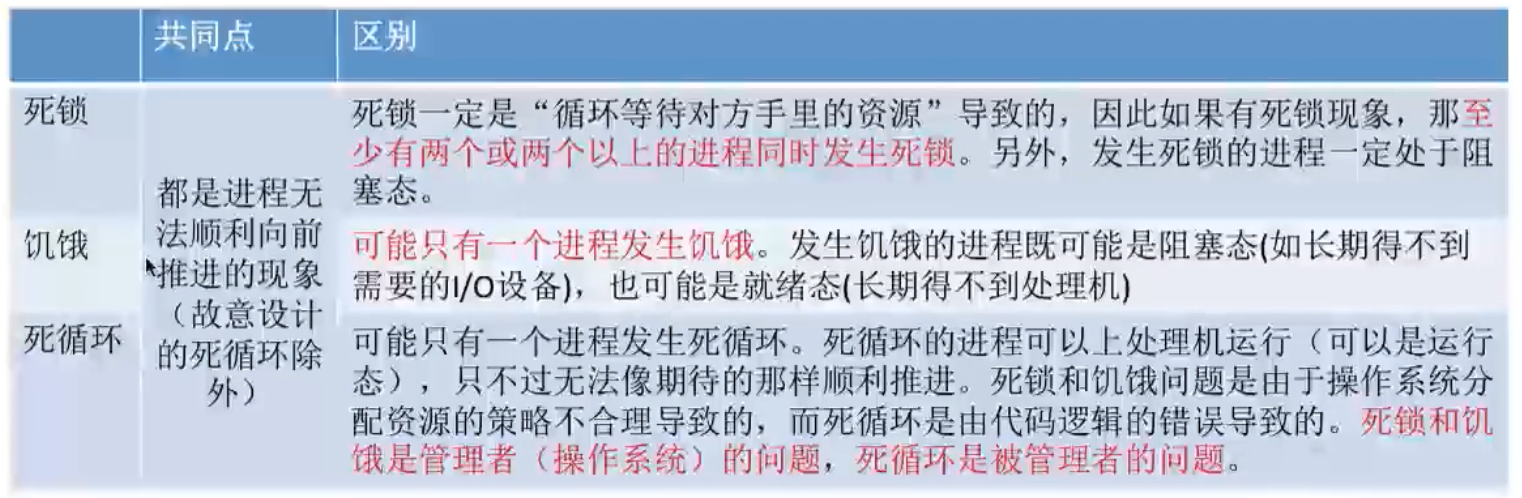 共同点
区别
死锁
死锁一定是“循环等待对方手里的资源”导致的，因此如果有死锁现象，那至
少有两个或两个以上的进程同时发生死锁。另外，发生死锁的进程一定处于阻
塞态。
都是进程无
法顺利向前
推进的现象
（故意设计
的死循环除
外）
饥饿
可能只有一个进程发生饥饿。发生饥饿的进程既可能是阻塞态(如长期得不到
需要的I/O设备)，也可能是就绪态(长期得不到处理机)
死循环
可能只有一个进程发生死循环。死循环的进程可以上处理机运行（可以是运行
态），只不过无法像期待的那样顺利推进。死锁和饥饿问题是由于操作系统分
配资源的策略不合理导致的，而死循环是由代码逻辑的错误导致的。死锁和饥
饿是管理者（操作系统）的问题，死循环是被管理者的问题。